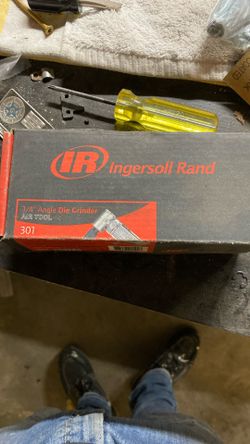 IR Ingersoll Rand
1/4" Angle Die Grinder
AIR TOOL
301